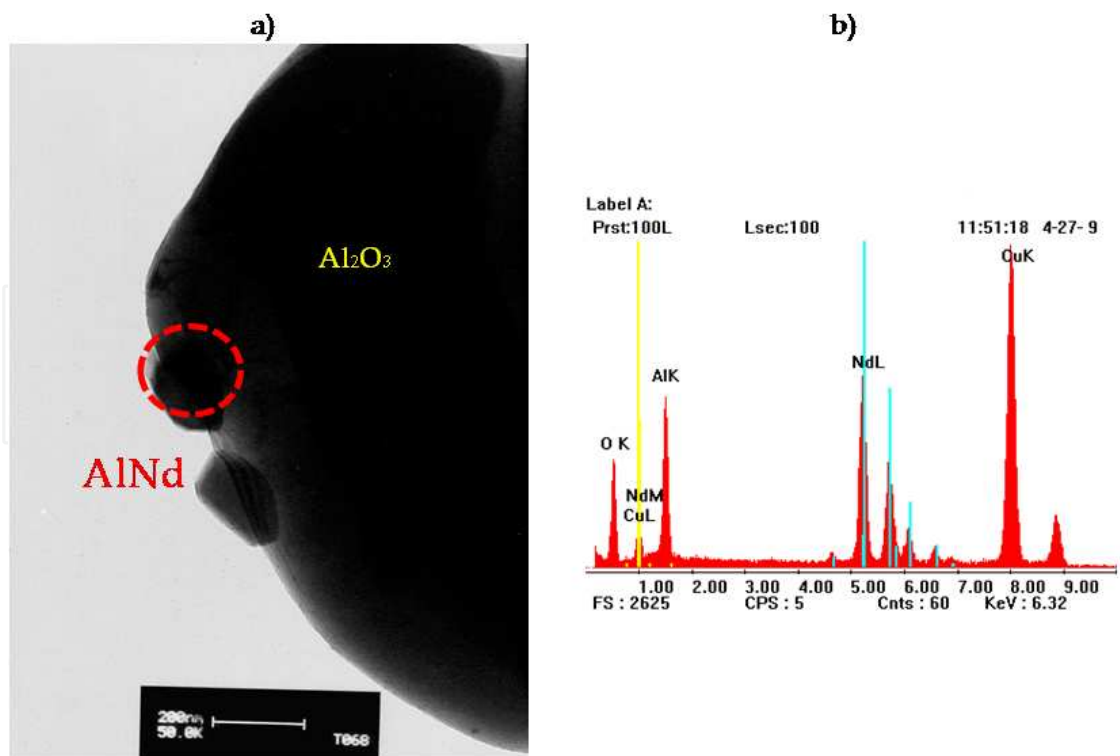 a)
b)
Al₂O₃
AlNd
200nm
50.0K
T068
Label A:
Prst:100L Lsec:100 11:51:18 4-27- 9
CuK
NdL
AlK
O K
NdM
CuL
1.00 2.00 3.00 4.00 5.00 6.00 7.00 8.00 9.00
FS : 2625 CPS : 5 Cnts : 60 KeV : 6.32